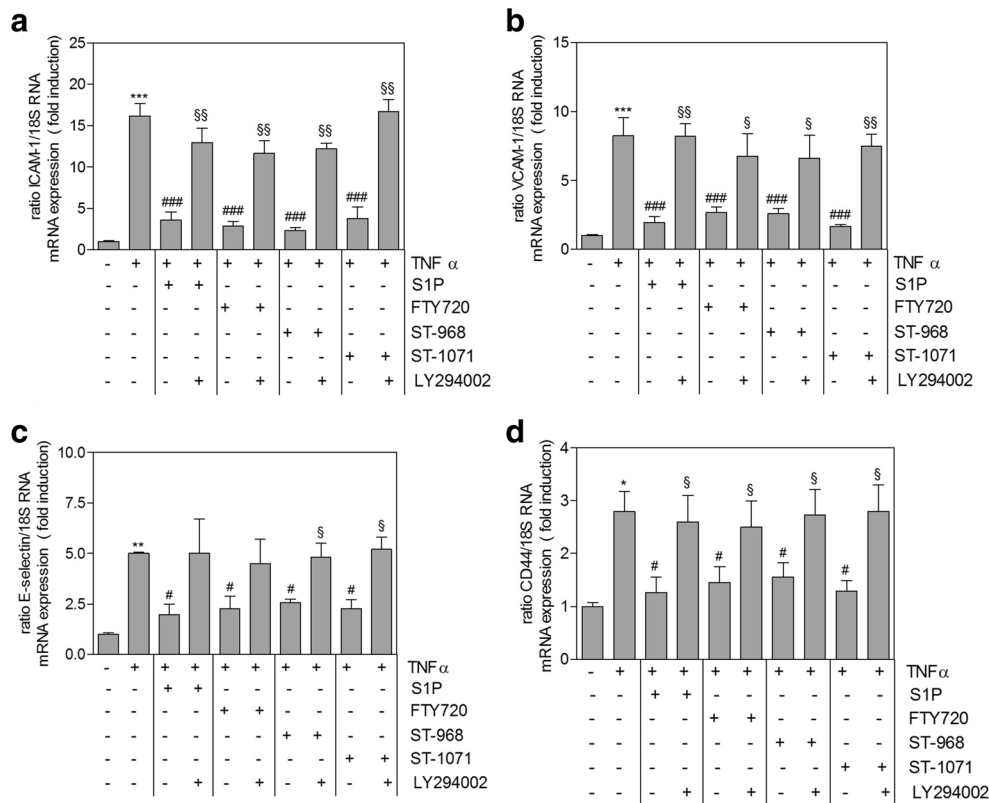 a
ratio ICAM-1/18S RNA
mRNA expression ( fold induction)
25
20
15
10
5
0
***
###
§§
###
§§
###
§§
###
§§
- + + + + + + + + + TNF α
- - + + - - - - - - S1P
- - - - + + - - - - FTY720
- - - - - - + + - - ST-968
- - - - - - - - + + ST-1071
- - - + - + - + - + LY294002
b
ratio VCAM-1/18S RNA
mRNA expression ( fold induction)
15
10
5
0
***
###
§§
###
§
###
§
###
§§
- + + + + + + + + + TNF α
- - + + - - - - - - S1P
- - - - + + - - - - FTY720
- - - - - - + + - - ST-968
- - - - - - - - + + ST-1071
- - - + - + - + - + LY294002
c
ratio E-selectin/18S RNA
mRNA expression ( fold induction)
10.0
7.5
5.0
2.5
0.0
**
#
#
#
§
#
§
- + + + + + + + + + TNF α
- - + + - - - - - - S1P
- - - - + + - - - - FTY720
- - - - - - + + - - ST-968
- - - - - - - - + + ST-1071
- - - + - + - + - + LY294002
d
ratio CD44/18S RNA
mRNA expression ( fold induction)
4
3
2
1
0
*
#
§
#
§
#
§
#
§
- + + + + + + + + + TNF α
- - + + - - - - - - S1P
- - - - + + - - - - FTY720
- - - - - - + + - - ST-968
- - - - - - - - + + ST-1071
- - - + - + - + - + LY294002